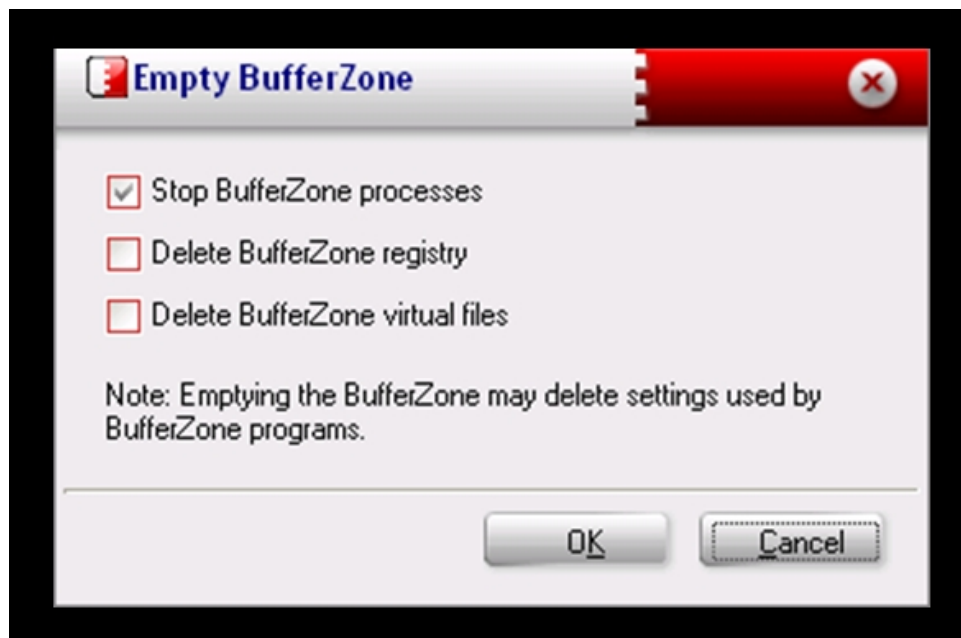 Empty BufferZone
Stop BufferZone processes
Delete BufferZone registry
Delete BufferZone virtual files
Note: Emptying the BufferZone may delete settings used by
BufferZone programs.
OK
Cancel